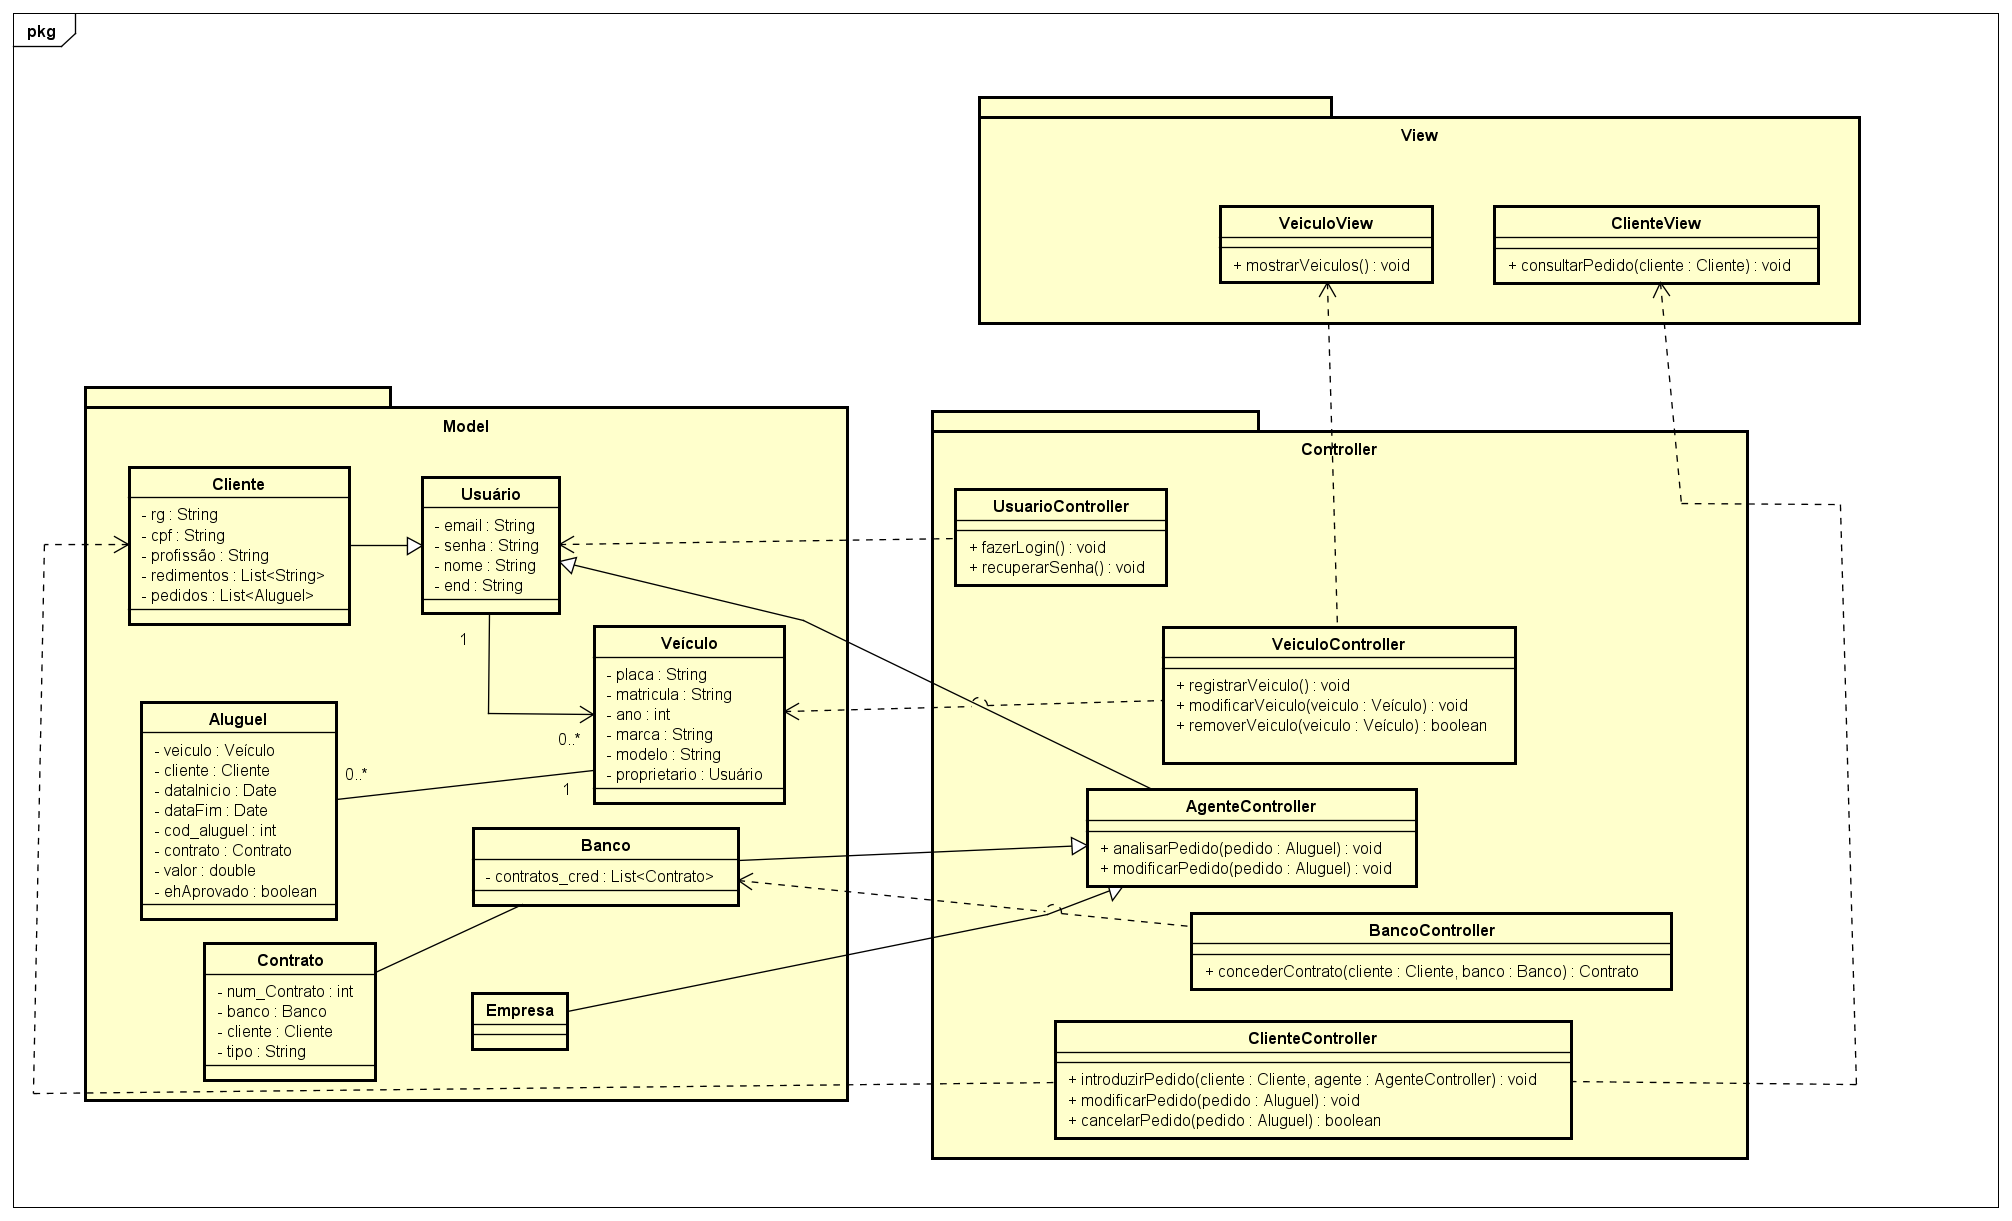 pkg
View
VeiculoView
+ mostrarVeiculos() : void
ClienteView
+ consultarPedido(cliente : Cliente) : void
Model
Cliente
- rg : String
- cpf : String
- profissão : String
- redimentos : List<String>
- pedidos : List<Aluguel>
Usuário
- email : String
- senha : String
- nome : String
- end : String
1
0..*
Veículo
- placa : String
- matricula : String
- ano : int
- marca : String
- modelo : String
- proprietario : Usuário
Aluguel
- veiculo : Veículo
- cliente : Cliente
- dataInicio : Date
- dataFim : Date
- cod_aluguel : int
- contrato : Contrato
- valor : double
- ehAprovado : boolean
0..*
1
Banco
- contratos_cred : List<Contrato>
Contrato
- num_Contrato : int
- banco : Banco
- cliente : Cliente
- tipo : String
Empresa
Controller
UsuarioController
+ fazerLogin() : void
+ recuperarSenha() : void
VeiculoController
+ registrarVeiculo() : void
+ modificarVeiculo(veiculo : Veículo) : void
+ removerVeiculo(veiculo : Veículo) : boolean
AgenteController
+ analisarPedido(pedido : Aluguel) : void
+ modificarPedido(pedido : Aluguel) : void
BancoController
+ concederContrato(cliente : Cliente, banco : Banco) : Contrato
ClienteController
+ introduzirPedido(cliente : Cliente, agente : AgenteController) : void
+ modificarPedido(pedido : Aluguel) : void
+ cancelarPedido(pedido : Aluguel) : boolean